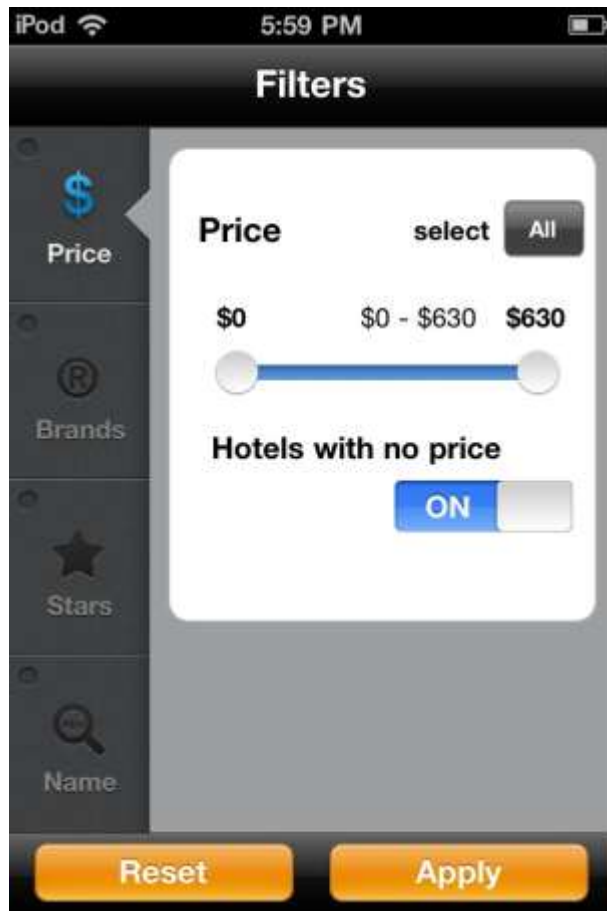 iPod 5:59 PM
Filters
$
Price
®
Brands
Stars
Name
Price select All
$0 $0 - $630 $630
Hotels with no price
ON
Reset Apply